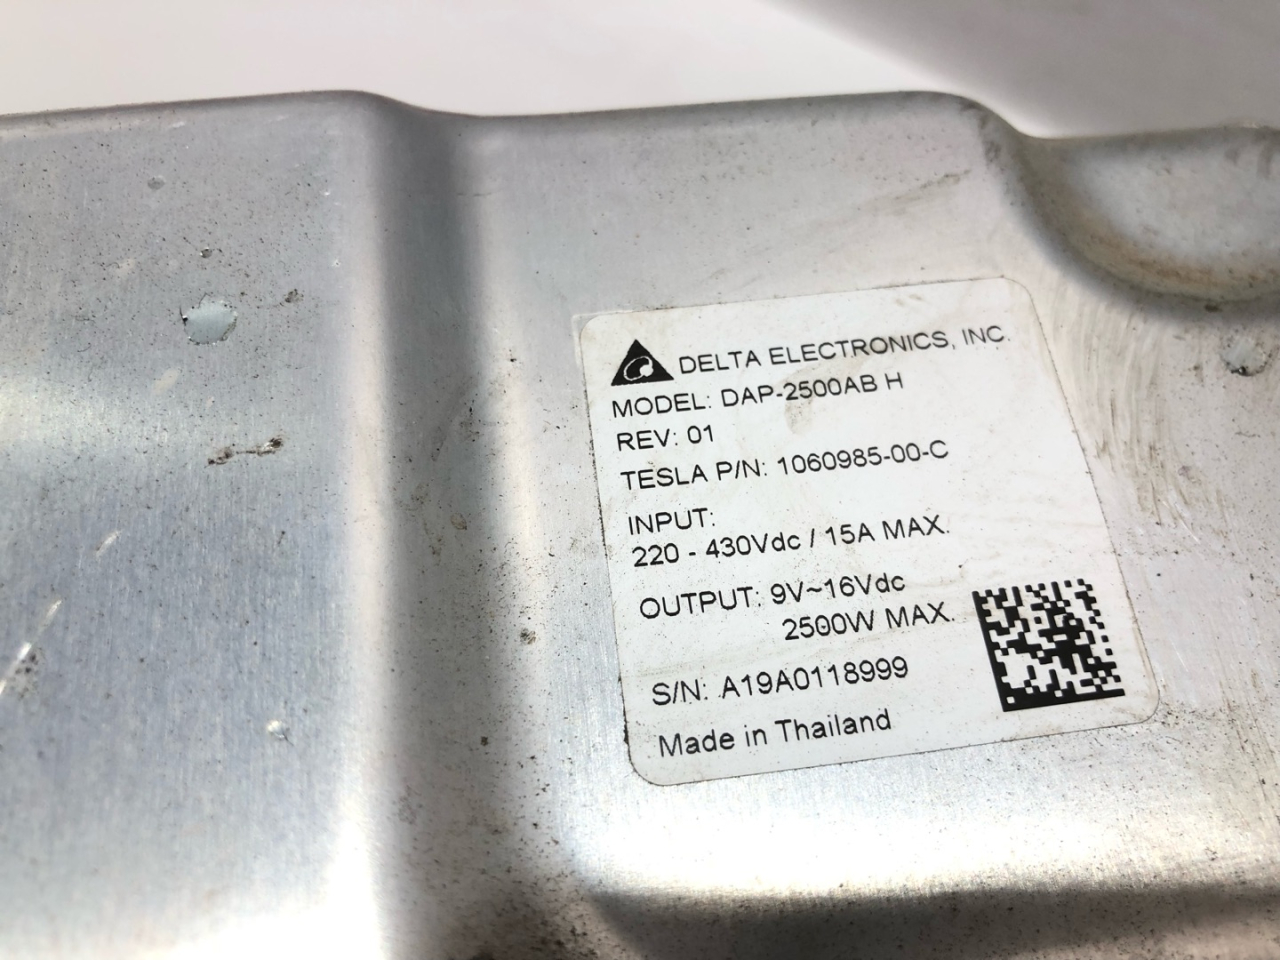 DELTA ELECTRONICS, INC.
MODEL: DAP-2500AB H
REV: 01
TESLA P/N: 1060985-00-C
INPUT:
220 - 430Vdc / 15A MAX.
OUTPUT: 9V~16Vdc
2500W MAX.
S/N: A19A0118999
Made in Thailand